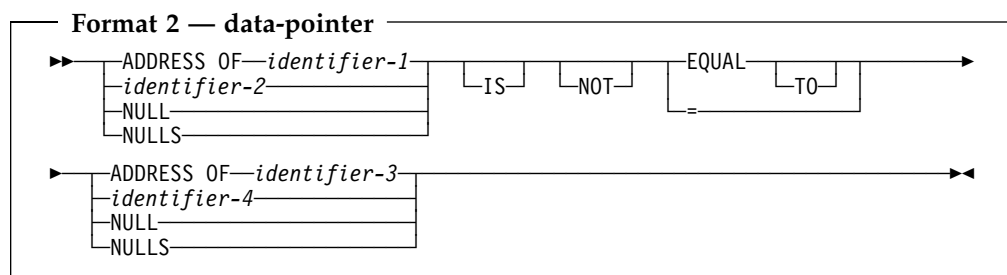 Format 2 — data-pointer
ADDRESS OF identifier-1 IS NOT EQUAL TO
identifier-2 =
NULL
NULLS
ADDRESS OF identifier-3
identifier-4
NULL
NULLS